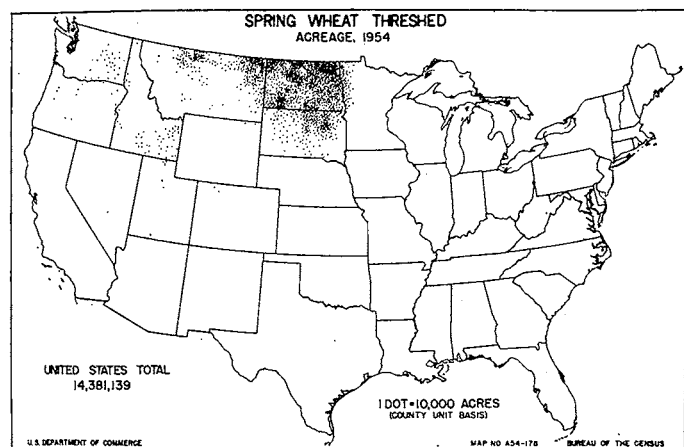 SPRING WHEAT THRESHED
ACREAGE, 1954
UNITED STATES TOTAL
14,381,139
1 DOT=10,000 ACRES
(COUNTY UNIT BASIS)
U.S. DEPARTMENT OF COMMERCE
MAP NO A54-178
BUREAU OF THE CENSUS